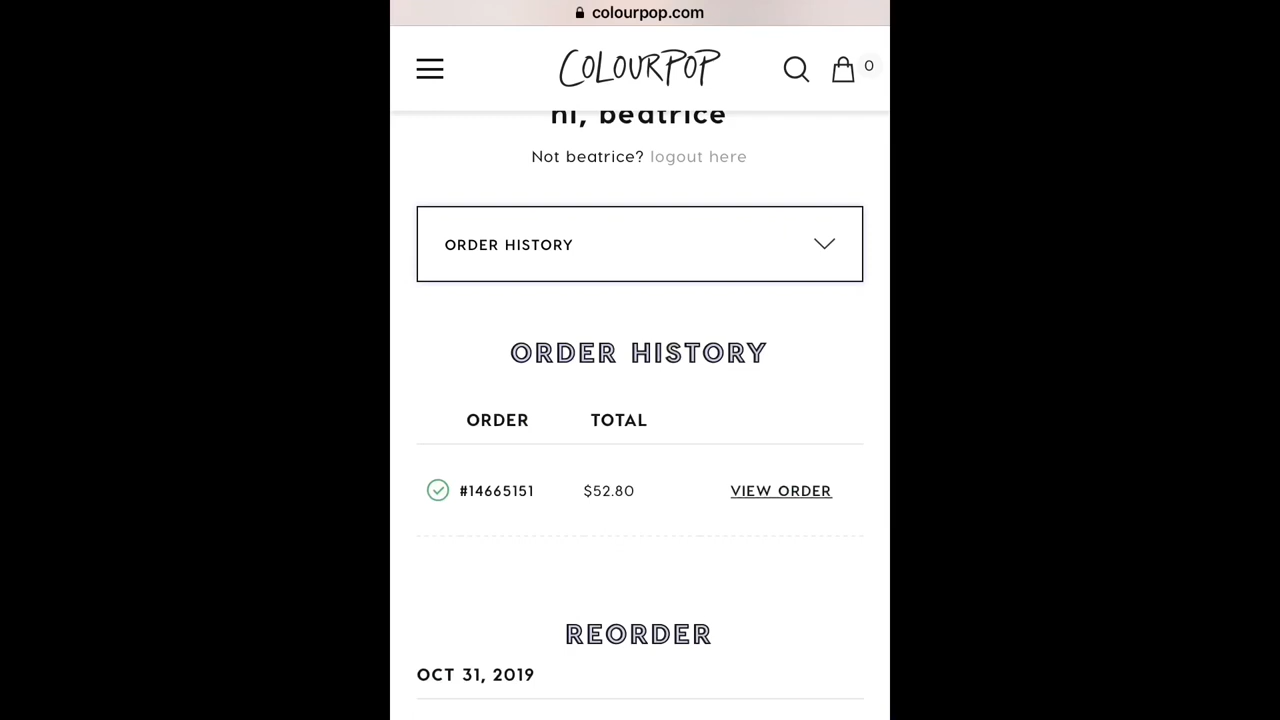 colourpop.com
COLOURPOP
0
hi, beatrice
Not beatrice? logout here
ORDER HISTORY
ORDER HISTORY
ORDER TOTAL
#14665151 $52.80 VIEW ORDER
REORDER
OCT 31, 2019